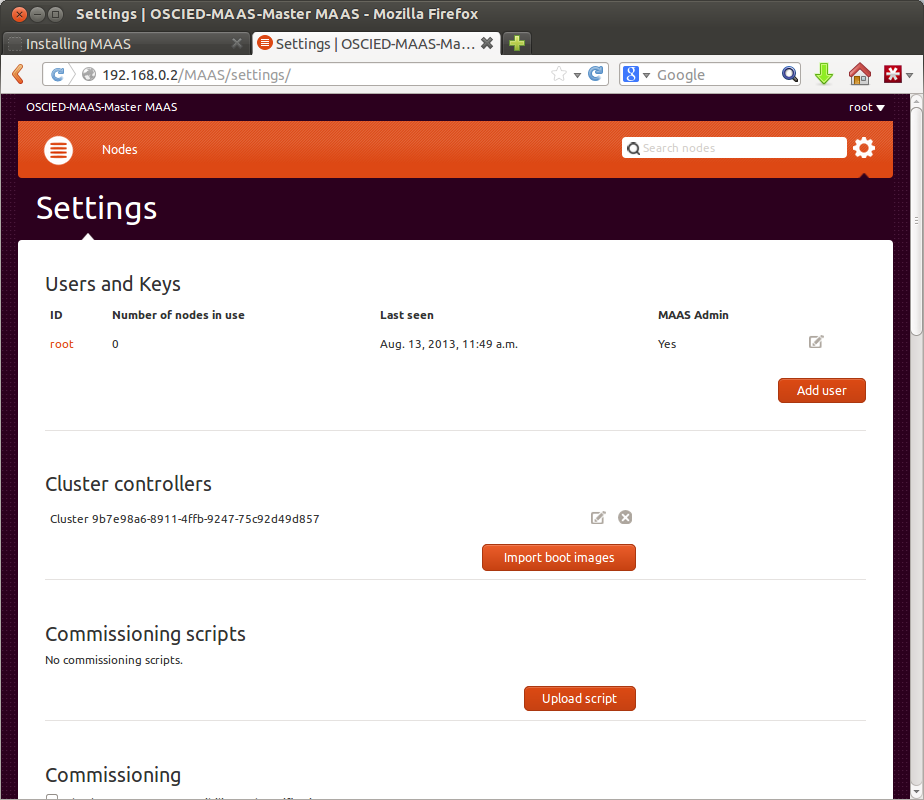 Settings | OSCIED-MAAS-Master MAAS - Mozilla Firefox
Installing MAAS
Settings | OSCIED-MAAS-Ma...
192.168.0.2/MAAS/settings/
Google
OSCIED-MAAS-Master MAAS
root
Nodes
Search nodes
Settings
Users and Keys
ID Number of nodes in use Last seen MAAS Admin
root 0 Aug. 13, 2013, 11:49 a.m. Yes
Add user
Cluster controllers
Cluster 9b7e98a6-8911-4ffb-9247-75c92d49d857
Import boot images
Commissioning scripts
No commissioning scripts.
Upload script
Commissioning